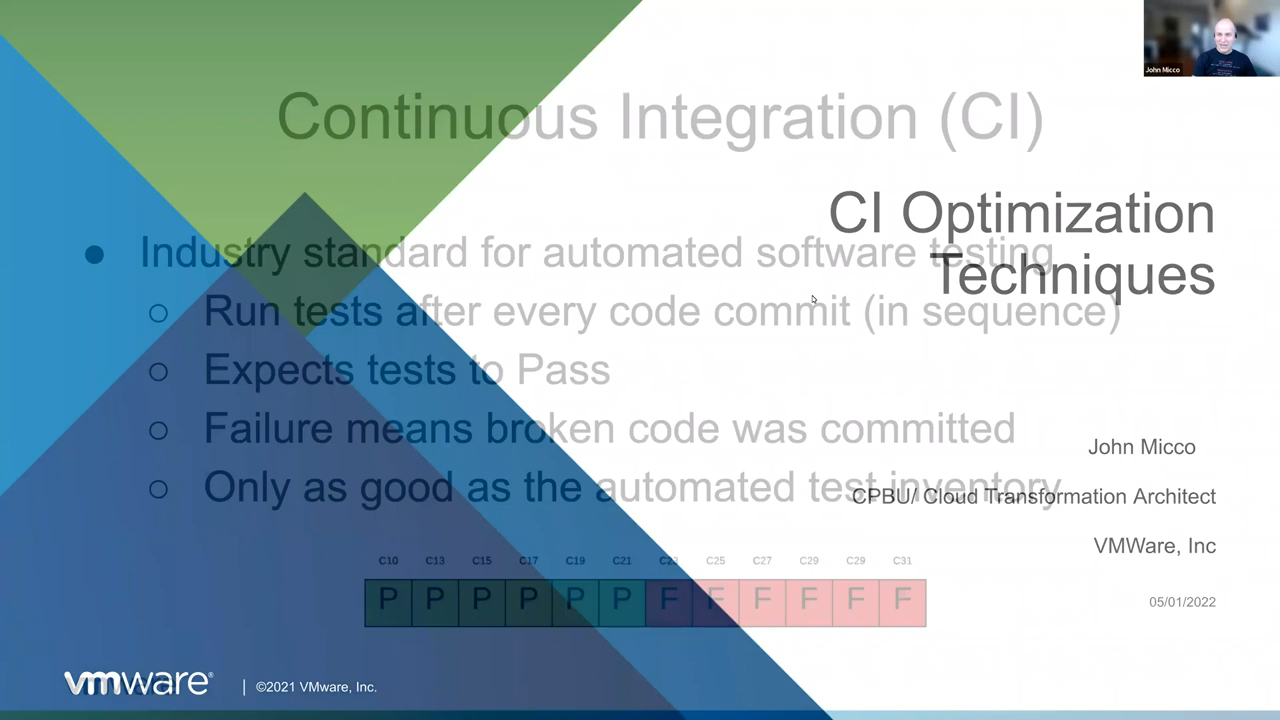 John Micco
Continuous Integration (CI)
CI Optimization
Techniques
● Industry standard for automated software testing
○ Run tests after every code commit (in sequence)
○ Expects tests to Pass
○ Failure means broken code was committed
○ Only as good as the automated test inventory
John Micco
CPBU/ Cloud Transformation Architect
VMWare, Inc
05/01/2022
C10 C13 C15 C17 C19 C21 C23 C25 C27 C29 C29 C31
P P P P P P F F F F F F
vmware® | ©2021 VMware, Inc.